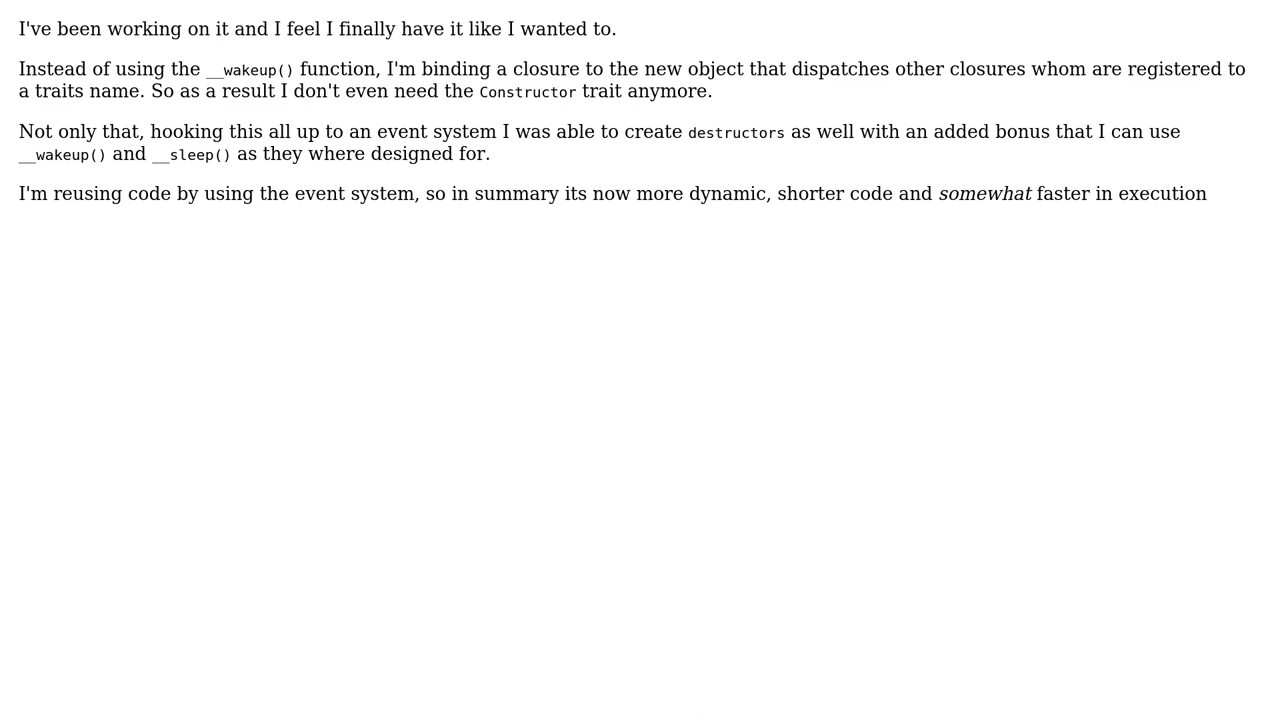 I've been working on it and I feel I finally have it like I wanted to.
Instead of using the __wakeup() function, I'm binding a closure to the new object that dispatches other closures whom are registered to
a traits name. So as a result I don't even need the Constructor trait anymore.
Not only that, hooking this all up to an event system I was able to create destructors as well with an added bonus that I can use
__wakeup() and __sleep() as they where designed for.
I'm reusing code by using the event system, so in summary its now more dynamic, shorter code and somewhat faster in execution